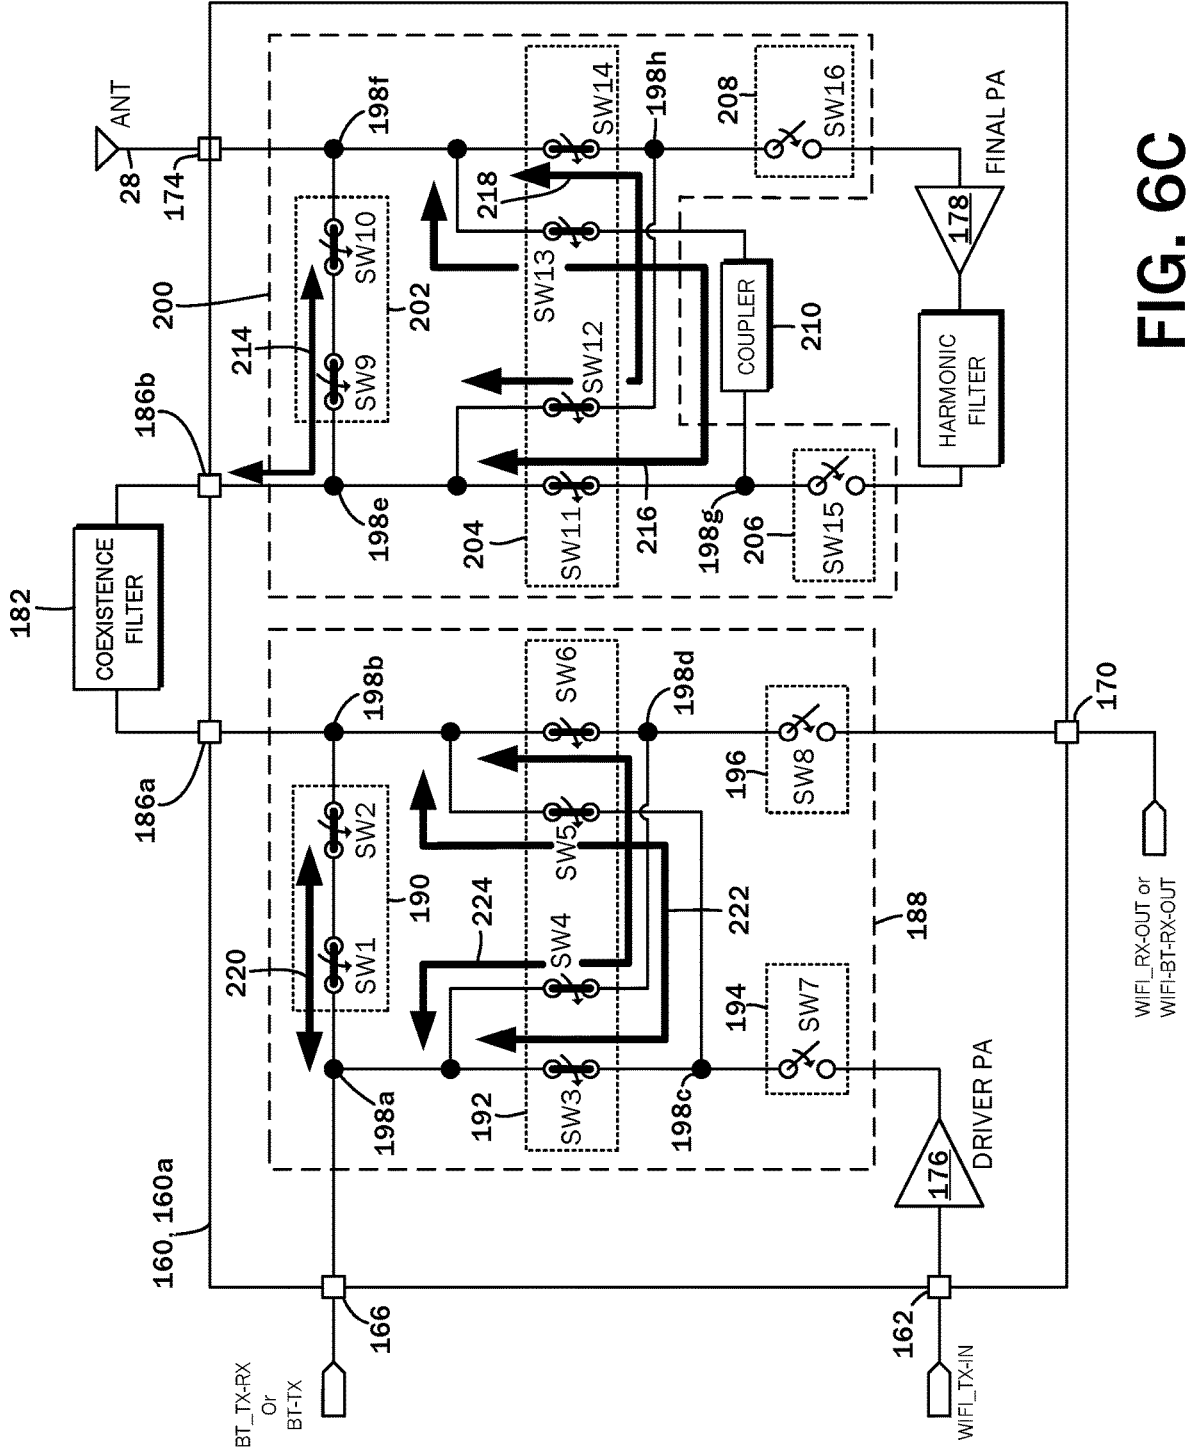 160, 160a
182
COEXISTENCE
FILTER
186a
186b
174
28
ANT
200
214
202
SW9
SW10
198e
198f
204
SW11
SW12
SW13
SW14
218
216
198g
198h
206
SW15
208
SW16
COUPLER
210
HARMONIC
FILTER
178
FINAL PA
BT_TX-RX
Or
BT-TX
166
220
190
SW1
SW2
198a
198b
192
SW3
SW4
SW5
SW6
224
222
198c
198d
194
SW7
196
SW8
188
WIFI_TX-IN
162
176
DRIVER PA
170
WIFI_RX-OUT or
WIFI-BT-RX-OUT
FIG. 6C